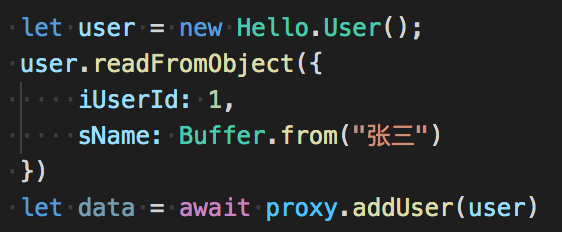 let user = new Hello.User();
user.readFromObject({
    iUserId: 1,
    sName: Buffer.from("张三")
})
let data = await proxy.addUser(user)